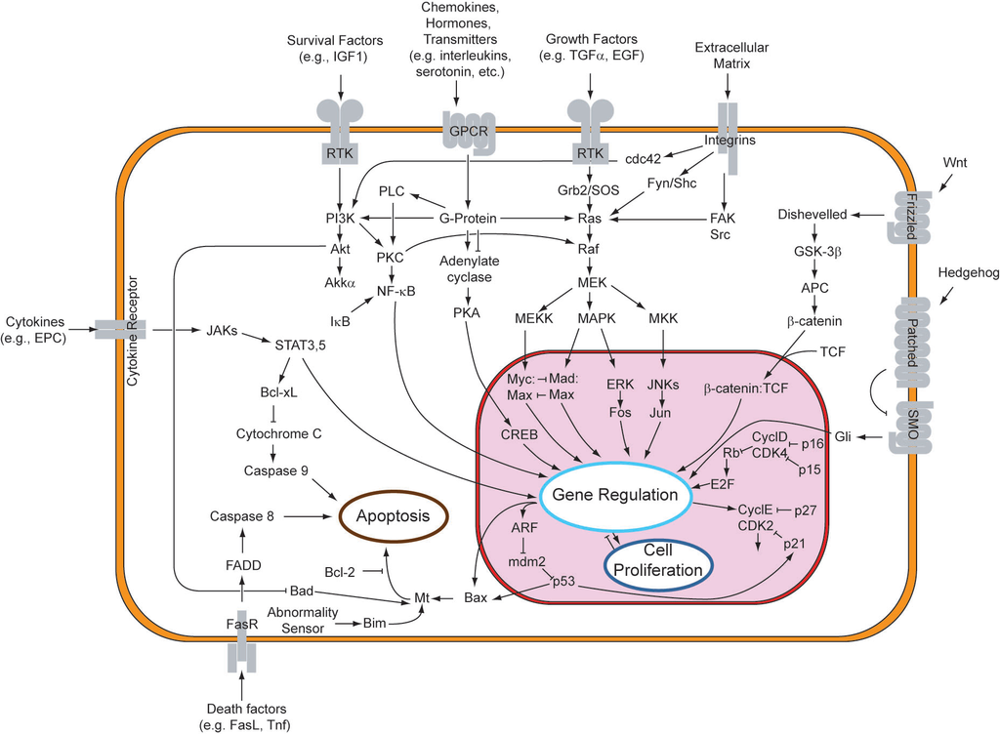 Chemokines,
Hormones,
Transmitters
(e.g. interleukins,
serotonin, etc.)
Survival Factors
(e.g., IGF1)
Growth Factors
(e.g. TGFα, EGF)
Extracellular
Matrix
RTK
GPCR
RTK
Integrins
cdc42
Grb2/SOS
Fyn/Shc
Wnt
Frizzled
PLC
PI3K
G-Protein
Ras
FAK
Src
Dishevelled
GSK-3β
Akt
PKC
Adenylate
cyclase
Raf
Akkα
NF-κB
MEK
APC
Hedgehog
IκB
PKA
MEKK
MAPK
MKK
β-catenin
TCF
Patched
Cytokines
(e.g., EPC)
Cytokine Receptor
JAKs
STAT3,5
Bcl-xL
Cytochrome C
Caspase 9
Myc:
Max
Mad:
Max
ERK
Fos
JNKs
Jun
β-catenin:TCF
CREB
SMO
Gli
CyclD
CDK4
p16
p15
Rb
E2F
Gene Regulation
CyclE
CDK2
p27
p21
Caspase 8
Apoptosis
ARF
mdm2
p53
Cell
Proliferation
FADD
Bcl-2
Bad
Mt
Bax
Abnormality
Sensor
Bim
FasR
Death factors
(e.g. FasL, Tnf)